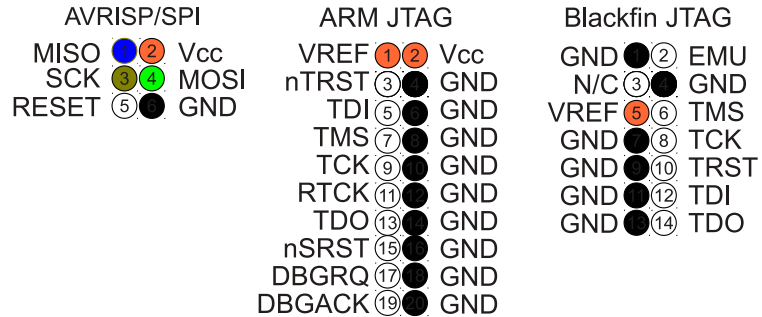 AVRISP/SPI
MISO 1 2 Vcc
SCK 3 4 MOSI
RESET 5 6 GND
ARM JTAG
VREF 1 2 Vcc
nTRST 3 4 GND
TDI 5 6 GND
TMS 7 8 GND
TCK 9 10 GND
RTCK 11 12 GND
TDO 13 14 GND
nSRST 15 16 GND
DBGRQ 17 18 GND
DBGACK 19 20 GND
Blackfin JTAG
GND 1 2 EMU
N/C 3 4 GND
VREF 5 6 TMS
GND 7 8 TCK
GND 9 10 TRST
GND 11 12 TDI
GND 13 14 TDO